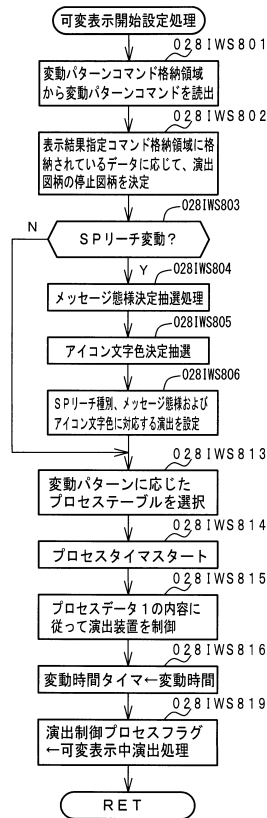 可変表示開始設定処理
028IWS801
変動パターンコマンド格納領域
から変動パターンコマンドを読出
028IWS802
表示結果指定コマンド格納領域に格
納されているデータに応じて、演出
図柄の停止図柄を決定
028IWS803
N
SPリーチ変動?
Y
028IWS804
メッセージ態様決定抽選処理
028IWS805
アイコン文字色決定抽選
028IWS806
SPリーチ種別、メッセージ態様および
アイコン文字色に対応する演出を設定
028IWS813
変動パターンに応じた
プロセステーブルを選択
028IWS814
プロセスタイマスタート
028IWS815
プロセスデータ1の内容に
従って演出装置を制御
028IWS816
変動時間タイマ←変動時間
028IWS819
演出制御プロセスフラグ
←可変表示中演出処理
RET